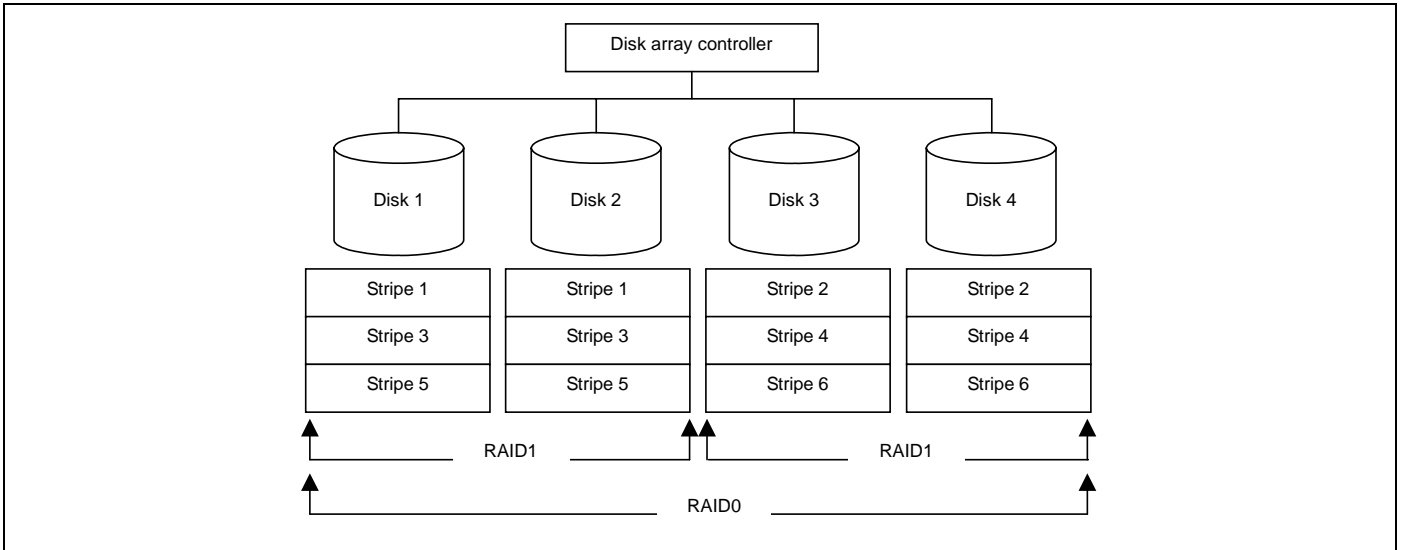 Disk array controller
Disk 1
Disk 2
Disk 3
Disk 4
Stripe 1
Stripe 1
Stripe 2
Stripe 2
Stripe 3
Stripe 3
Stripe 4
Stripe 4
Stripe 5
Stripe 5
Stripe 6
Stripe 6
RAID1
RAID1
RAID0